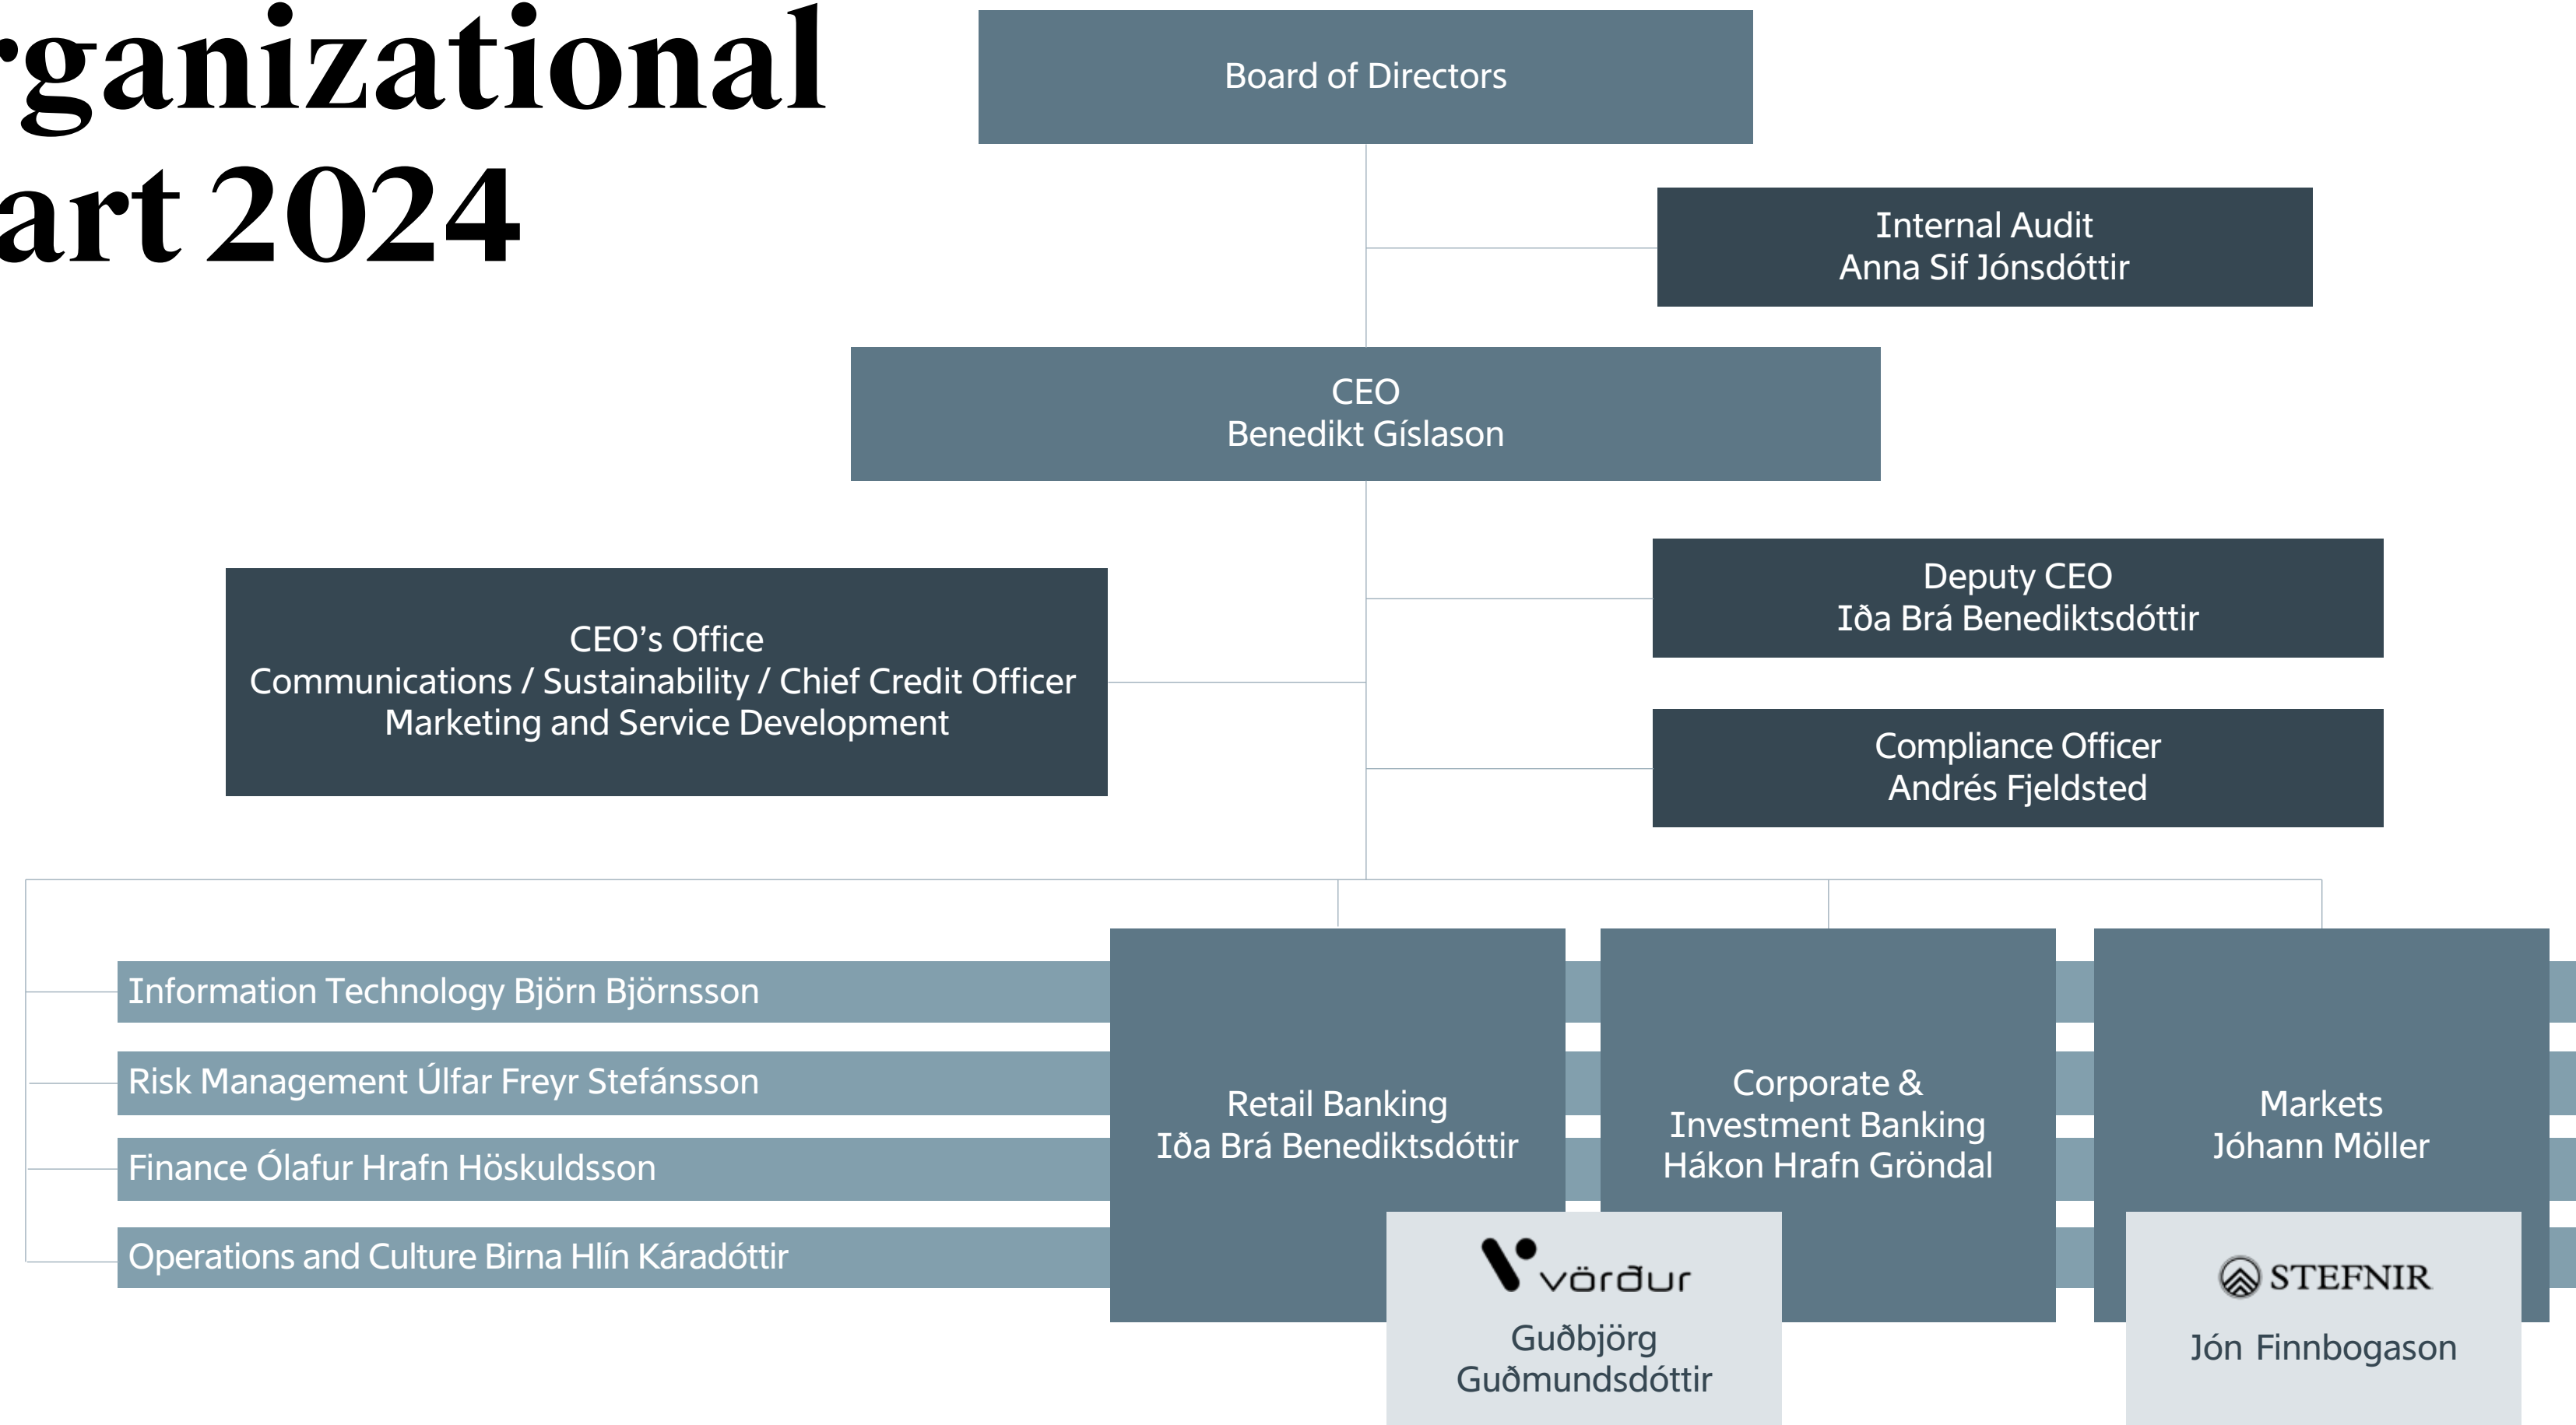 rganizational
art 2024
Board of Directors
Internal Audit
Anna Sif Jónsdóttir
CEO
Benedikt Gíslason
Deputy CEO
Iða Brá Benediktsdóttir
CEO’s Office
Communications / Sustainability / Chief Credit Officer
Marketing and Service Development
Compliance Officer
Andrés Fjeldsted
Information Technology Björn Björnsson
Risk Management Úlfar Freyr Stefánsson
Finance Ólafur Hrafn Höskuldsson
Operations and Culture Birna Hlín Káradóttir
Retail Banking
Iða Brá Benediktsdóttir
Corporate &
Investment Banking
Hákon Hrafn Gröndal
Markets
Jóhann Möller
vörður
Guðbjörg
Guðmundsdóttir
STEFNIR
Jón Finnbogason